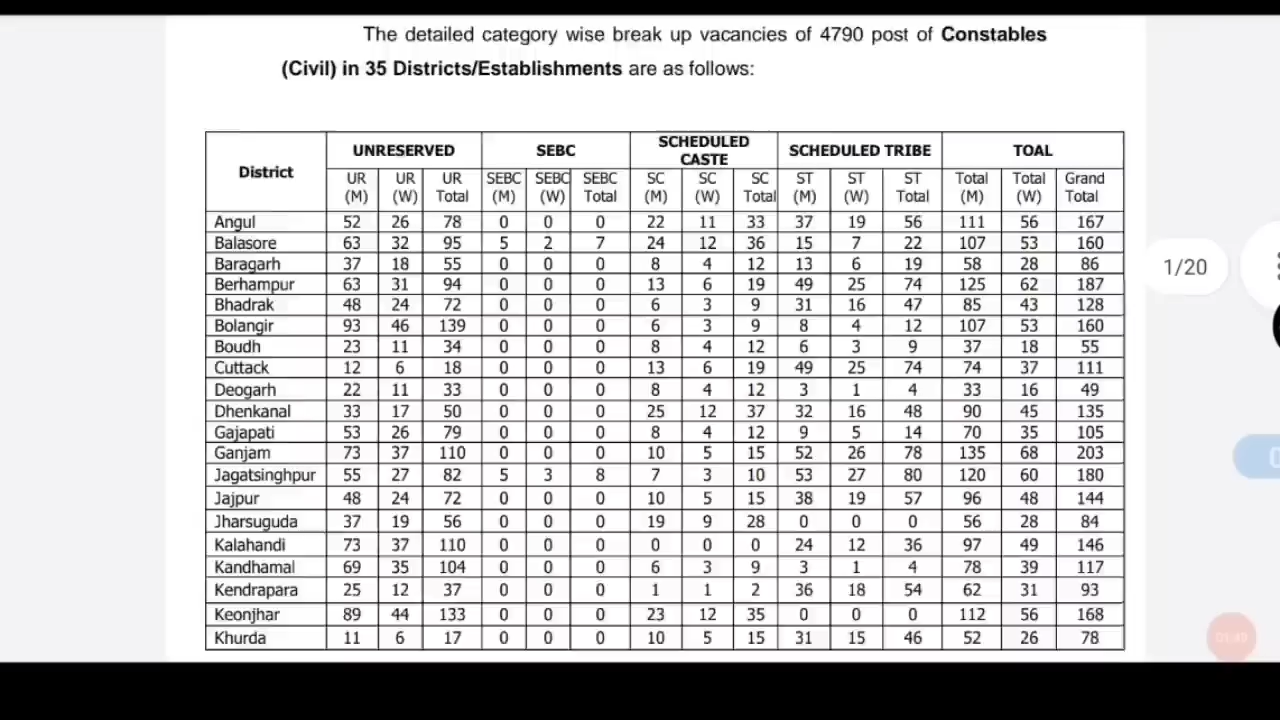 The detailed category wise break up vacancies of 4790 post of Constables
(Civil) in 35 Districts/Establishments are as follows:
District UNRESERVED SEBC SCHEDULED CASTE SCHEDULED TRIBE TOAL
UR (M) UR (W) UR Total SEBC (M) SEBC (W) SEBC Total SC (M) SC (W) SC Total ST (M) ST (W) ST Total Total (M) Total (W) Grand Total
Angul 52 26 78 0 0 0 22 11 33 37 19 56 111 56 167
Balasore 63 32 95 5 2 7 24 12 36 15 7 22 107 53 160
Baragarh 37 18 55 0 0 0 8 4 12 13 6 19 58 28 86
Berhampur 63 31 94 0 0 0 13 6 19 49 25 74 125 62 187
Bhadrak 48 24 72 0 0 0 6 3 9 31 16 47 85 43 128
Bolangir 93 46 139 0 0 0 6 3 9 8 4 12 107 53 160
Boudh 23 11 34 0 0 0 8 4 12 6 3 9 37 18 55
Cuttack 12 6 18 0 0 0 13 6 19 49 25 74 74 37 111
Deogarh 22 11 33 0 0 0 8 4 12 3 1 4 33 16 49
Dhenkanal 33 17 50 0 0 0 25 12 37 32 16 48 90 45 135
Gajapati 53 26 79 0 0 0 8 4 12 9 5 14 70 35 105
Ganjam 73 37 110 0 0 0 10 5 15 52 26 78 135 68 203
Jagatsinghpur 55 27 82 5 3 8 7 3 10 53 27 80 120 60 180
Jajpur 48 24 72 0 0 0 10 5 15 38 19 57 96 48 144
Jharsuguda 37 19 56 0 0 0 19 9 28 0 0 0 56 28 84
Kalahandi 73 37 110 0 0 0 0 0 0 24 12 36 97 49 146
Kandhamal 69 35 104 0 0 0 6 3 9 3 1 4 78 39 117
Kendrapara 25 12 37 0 0 0 1 1 2 36 18 54 62 31 93
Keonjhar 89 44 133 0 0 0 23 12 35 0 0 0 112 56 168
Khurda 11 6 17 0 0 0 10 5 15 31 15 46 52 26 78
1/20